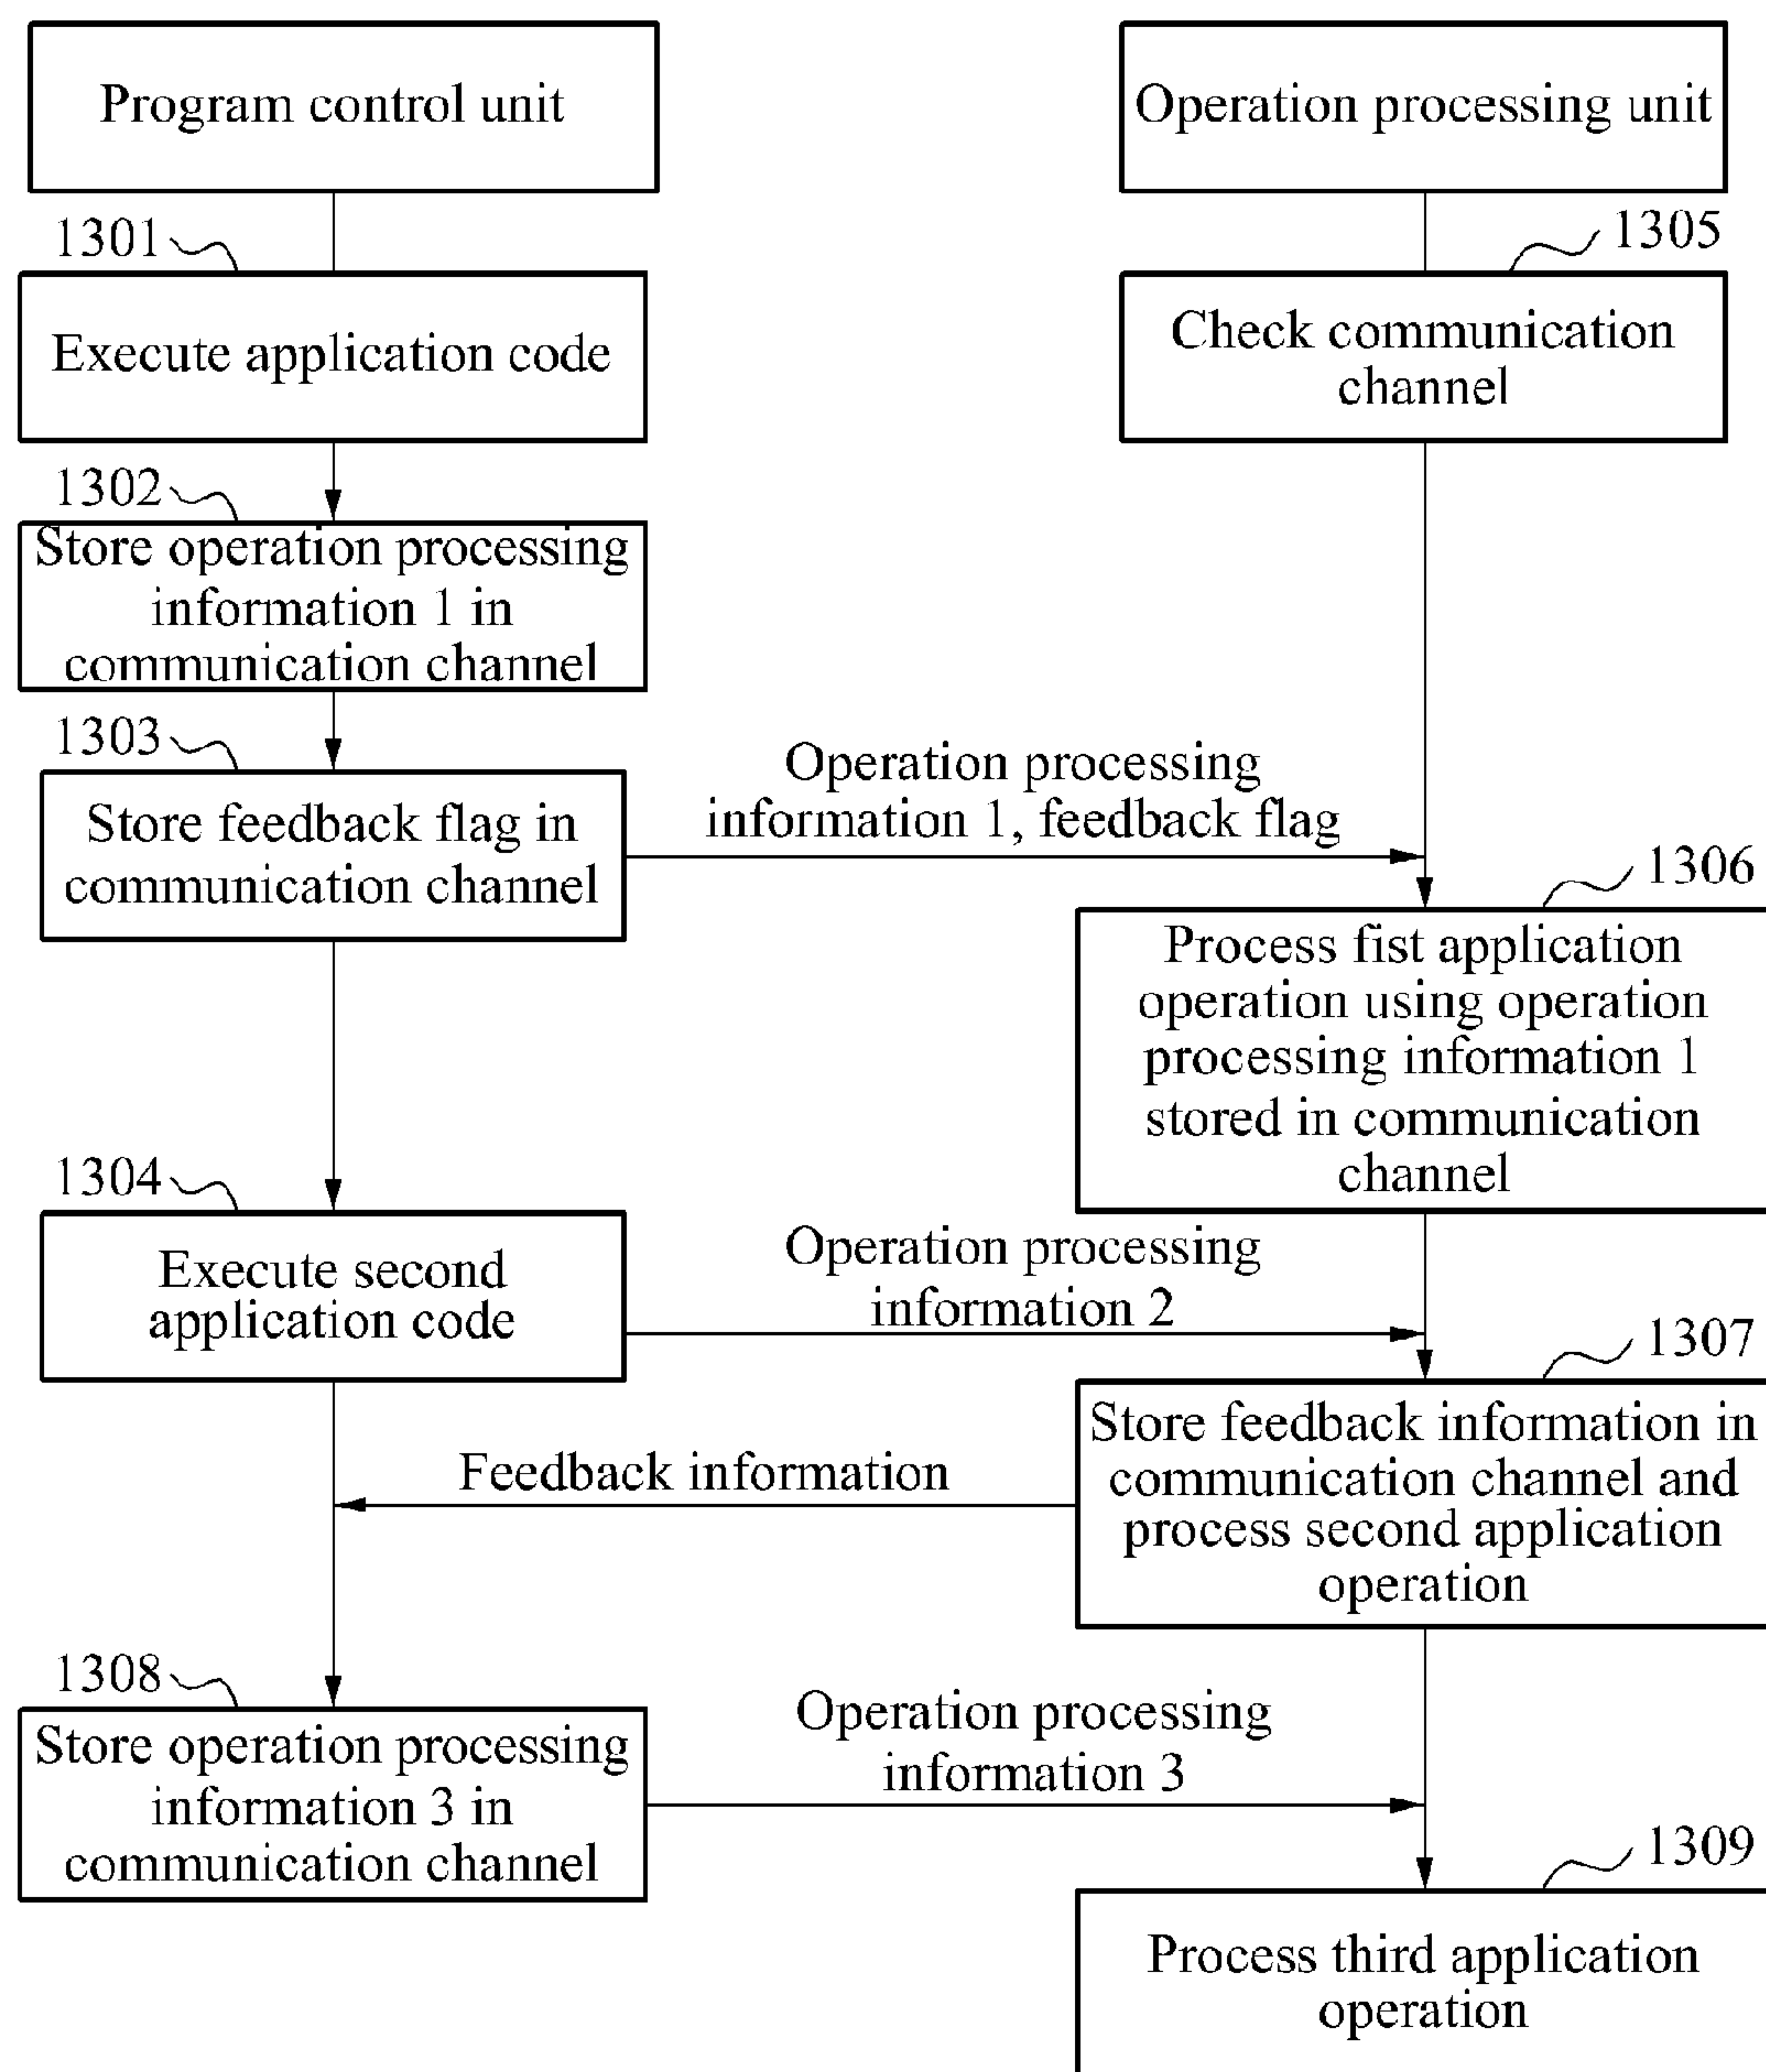 Program control unit
Operation processing unit
1301
1305
Execute application code
Check communication
channel
1302
Store operation processing
information 1 in
communication channel
1303
Store feedback flag in
communication channel
Operation processing
information 1, feedback flag
1306
Process fist application
operation using operation
processing information 1
stored in communication
channel
1304
Execute second
application code
Operation processing
information 2
1307
Store feedback information in
communication channel and
process second application
operation
Feedback information
1308
Store operation processing
information 3 in
communication channel
Operation processing
information 3
1309
Process third application
operation